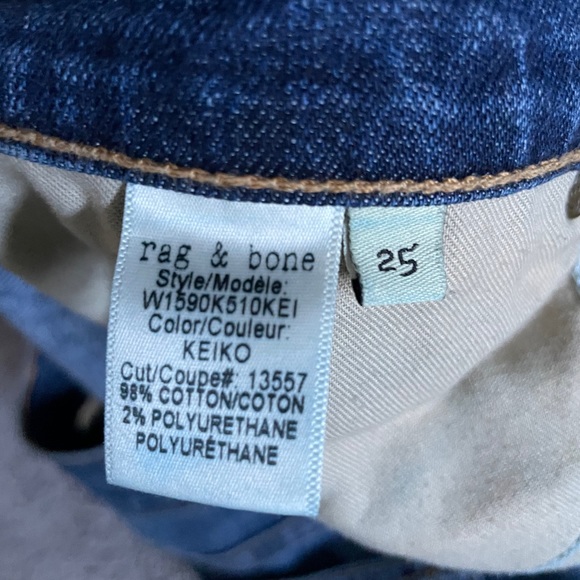 rag & bone
Style/Modèle:
W1590K510KEI
Color/Couleur:
KEIKO
Cut/Coupe#: 13557
98% COTTON/COTON
2% POLYURETHANE
POLYURÉTHANE
25